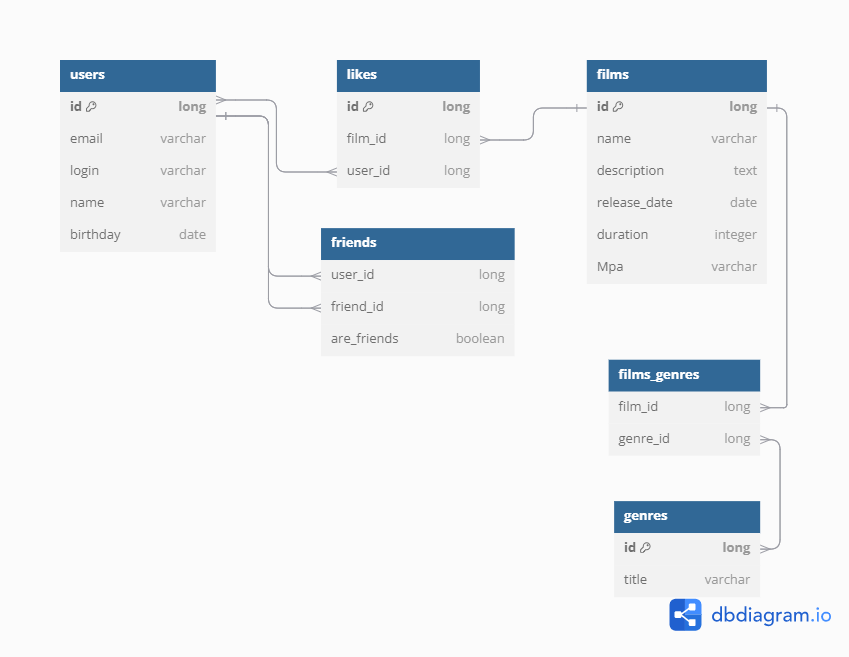 users
id long
email varchar
login varchar
name varchar
birthday date
likes
id long
film_id long
user_id long
films
id long
name varchar
description text
release_date date
duration integer
Mpa varchar
friends
user_id long
friend_id long
are_friends boolean
films_genres
film_id long
genre_id long
genres
id long
title varchar
dbdiagram.io